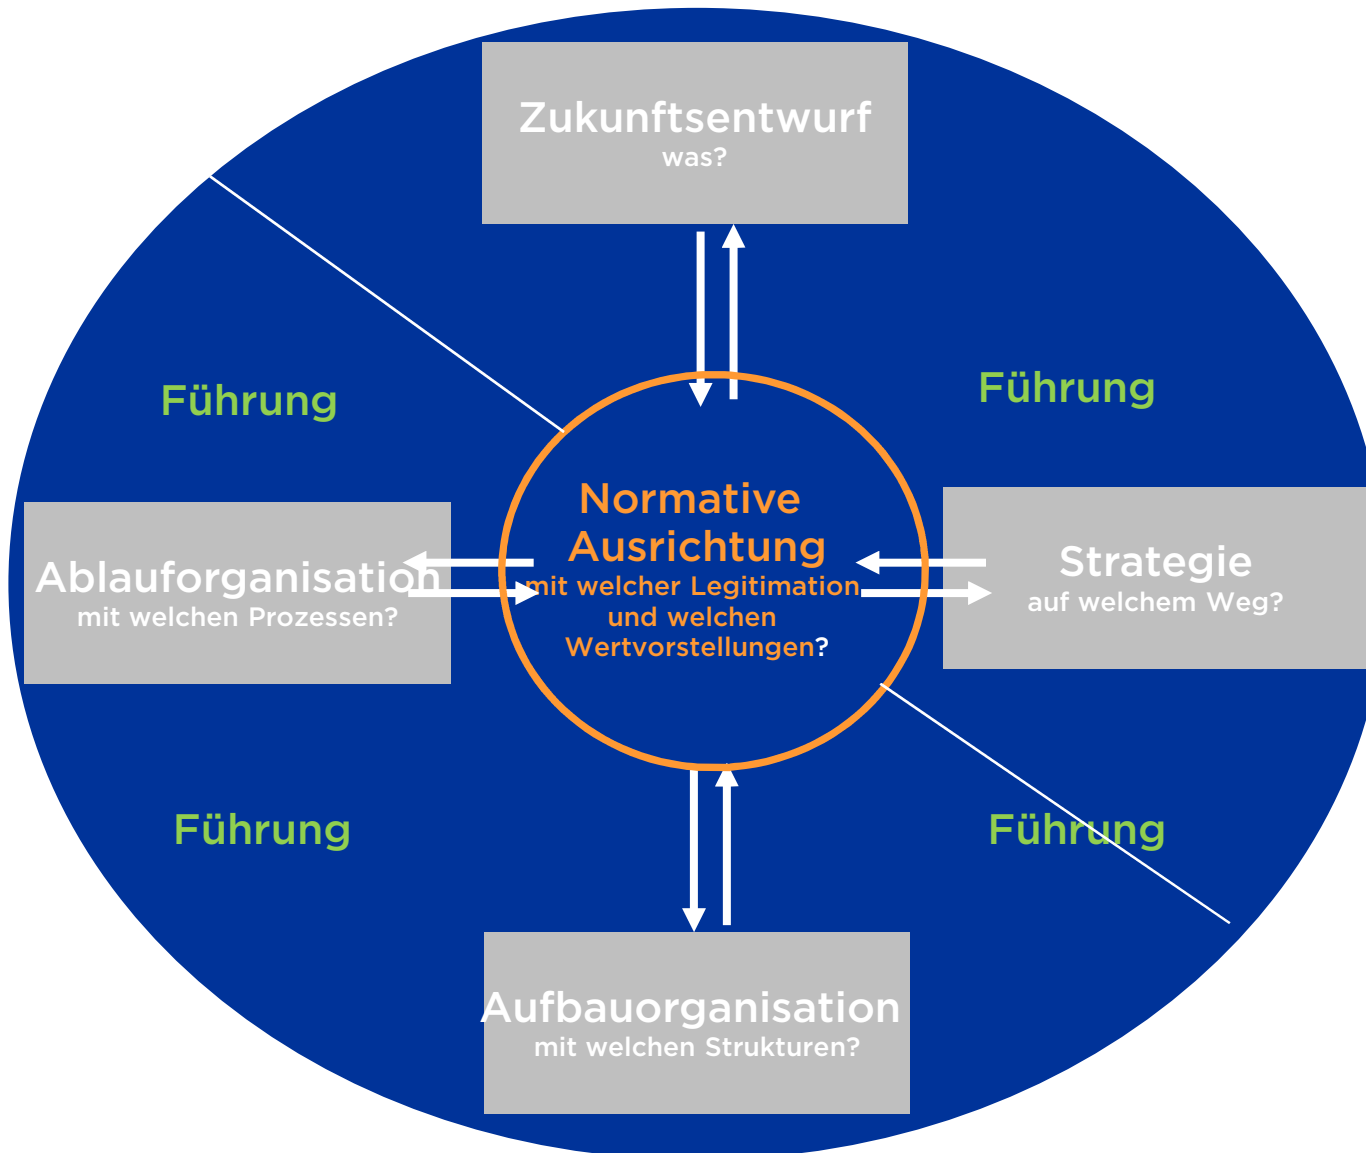 Zukunftsentwurf
was?
Führung
Führung
Normative
Ausrichtung
mit welcher Legitimation
und welchen
Wertvorstellungen?
Ablauforganisation
mit welchen Prozessen?
Strategie
auf welchem Weg?
Führung
Führung
Aufbauorganisation
mit welchen Strukturen?